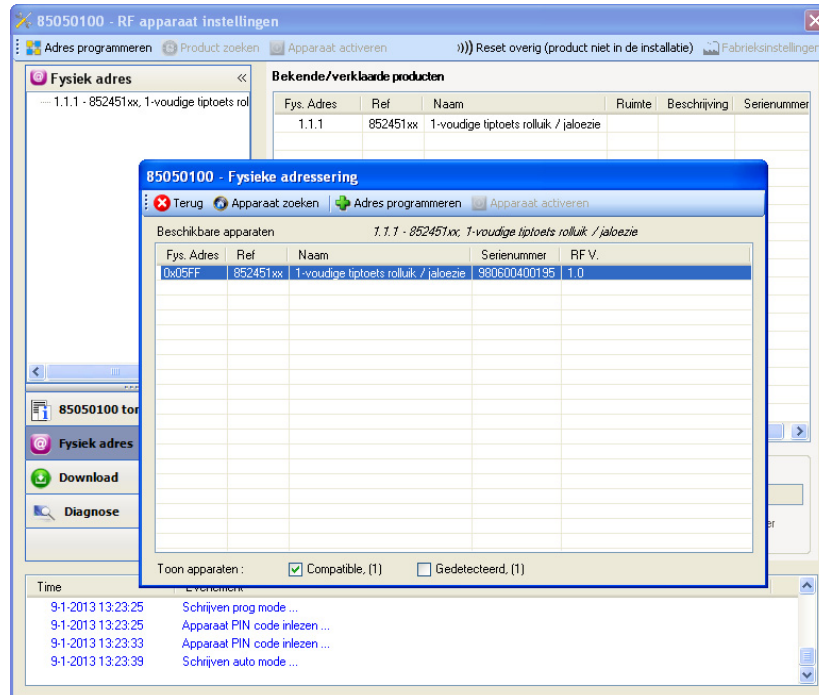 85050100 - RF apparaat instellingen
Adres programmeren Product zoeken Apparaat activeren Reset overig (product niet in de installatie) Fabrieksinstellingen
Fysiek adres «
1.1.1 - 852451xx, 1-voudige tiptoets rol
Bekende/verklaarde producten
Fys. Adres Ref Naam Ruimte Beschrijving Serienummer
1.1.1 852451xx 1-voudige tiptoets rolluik / jaloezie
85050100 - Fysieke adressering
Terug Apparaat zoeken Adres programmeren Apparaat activeren
Beschikbare apparaten 1.1.1 - 852451xx, 1-voudige tiptoets rolluik / jaloezie
Fys. Adres Ref Naam Serienummer RF V.
0x05FF 852451xx 1-voudige tiptoets rolluik / jaloezie 980600400195 1.0
Toon apparaten : Compatible, (1) Gedetecteerd, (1)
85050100 tor
Fysiek adres
Download
Diagnose
er
Time Evenement
9-1-2013 13:23:25 Schrijven prog mode ...
9-1-2013 13:23:25 Apparaat PIN code inlezen ...
9-1-2013 13:23:33 Apparaat PIN code inlezen ...
9-1-2013 13:23:39 Schrijven auto mode ...